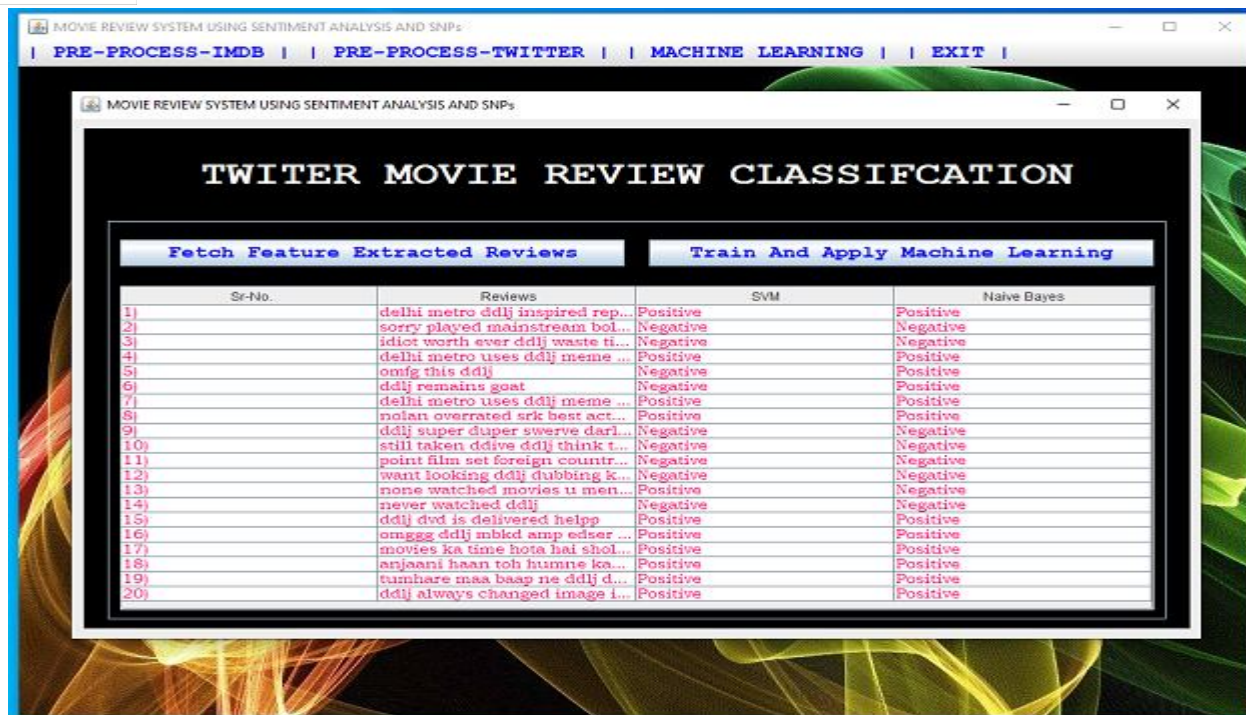 MOVIE REVIEW SYSTEM USING SENTIMENT ANALYSIS AND SNPs
| PRE-PROCESS-IMDB | | PRE-PROCESS-TWITTER | | MACHINE LEARNING | | EXIT |
MOVIE REVIEW SYSTEM USING SENTIMENT ANALYSIS AND SNPs
TWITER MOVIE REVIEW CLASSIFCATION
Fetch Feature Extracted Reviews Train And Apply Machine Learning
Sr-No. Reviews SVM Naive Bayes
1) delhi metro ddlj inspired rep... Positive Positive
2) sorry played mainstream bol... Negative Negative
3) idiot worth ever ddlj waste ti... Negative Negative
4) delhi metro uses ddlj meme ... Positive Positive
5) omfg this ddlj Negative Positive
6) ddlj remains goat Negative Positive
7) delhi metro uses ddlj meme ... Positive Positive
8) nolan overrated srk best act... Positive Positive
9) ddlj super duper swerve darl... Negative Negative
10) still taken ddive ddlj think t... Negative Negative
11) point film set foreign countr... Negative Negative
12) want looking ddlj dubbing k... Negative Negative
13) none watched movies u men... Positive Negative
14) never watched ddlj Negative Negative
15) ddlj dvd is delivered helpp Positive Positive
16) omggg ddlj mbkd amp edser ... Positive Positive
17) movies ka time hota hai shol... Positive Positive
18) anjaani haan toh humne ka... Positive Positive
19) tumhare maa baap ne ddlj d... Positive Positive
20) ddlj always changed image i... Positive Positive